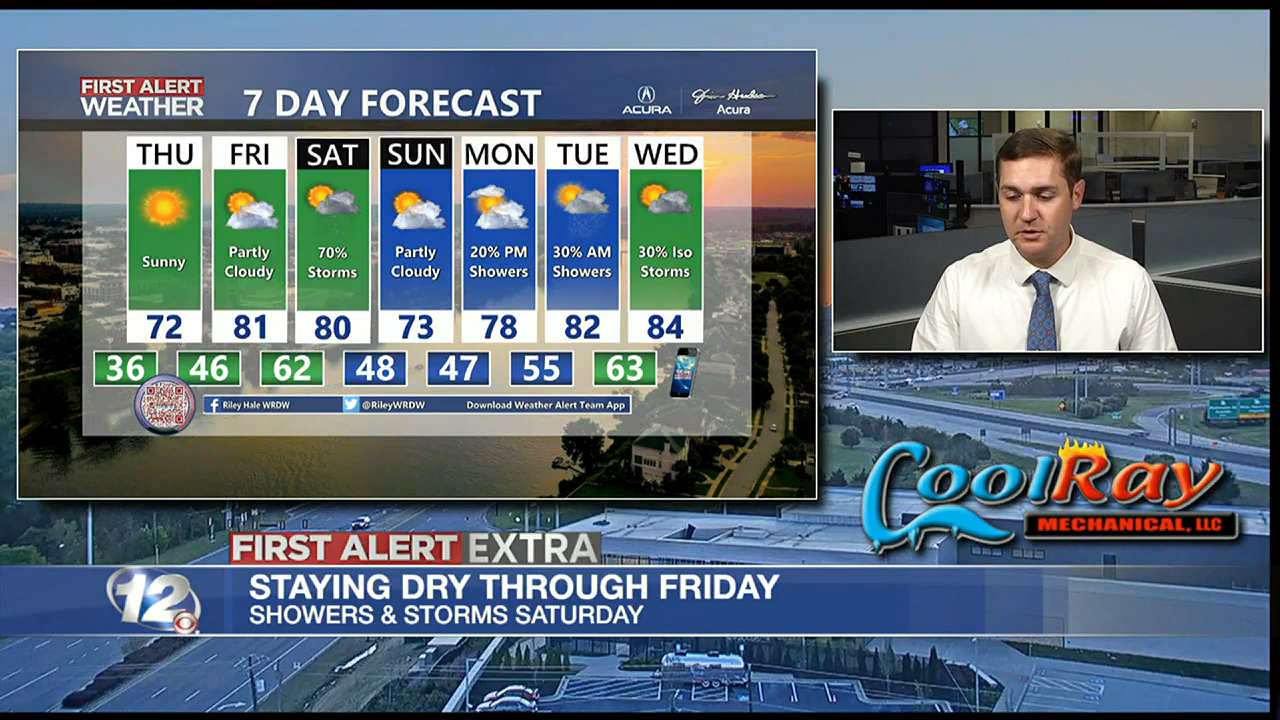 FIRST ALERT
WEATHER
7 DAY FORECAST
ACURA
Acura
THU FRI SAT SUN MON TUE WED
Sunny
Partly
Cloudy
70%
Storms
Partly
Cloudy
20% PM
Showers
30% AM
Showers
30% Iso
Storms
72 81 80 73 78 82 84
36 46 62 48 47 55 63
Riley Hale WRDW @RileyWRDW Download Weather Alert Team App
CoolRay
MECHANICAL, LLC
FIRST ALERT EXTRA
12
STAYING DRY THROUGH FRIDAY
SHOWERS & STORMS SATURDAY